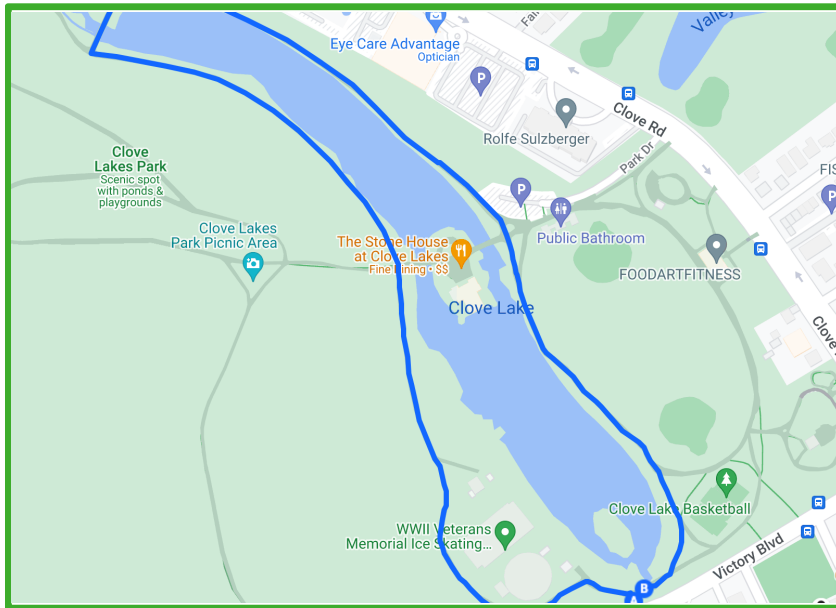 Eye Care Advantage
Optician
P
Valley
Clove Rd
Rolfe Sulzberger
Park Dr
Clove
Lakes Park
Scenic spot
with ponds &
playgrounds
P
P
Clove Lakes
Park Picnic Area
The Stone House
at Clove Lakes
Fine Dining • $$
Public Bathroom
FOODARTFITNESS
Clove Lake
Clove
Clove Lake Basketball
WWII Veterans
Memorial Ice Skating...
Victory Blvd
B